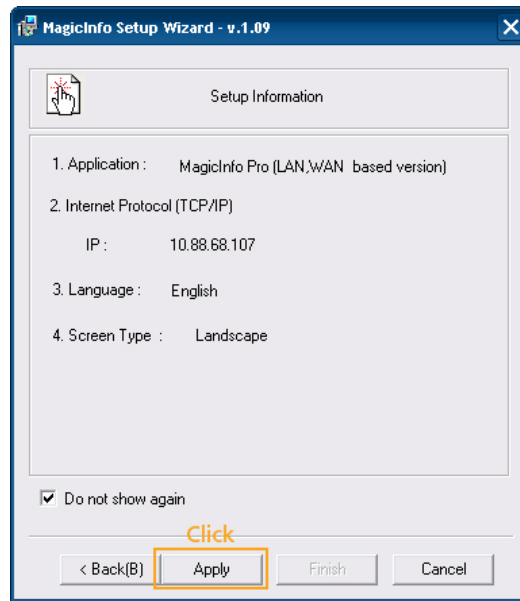 MagicInfo Setup Wizard - v.1.09
Setup Information
1. Application : MagicInfo Pro (LAN,WAN based version)
2. Internet Protocol (TCP/IP)
IP : 10.88.68.107
3. Language : English
4. Screen Type : Landscape
Do not show again
Click
< Back(B) Apply Finish Cancel